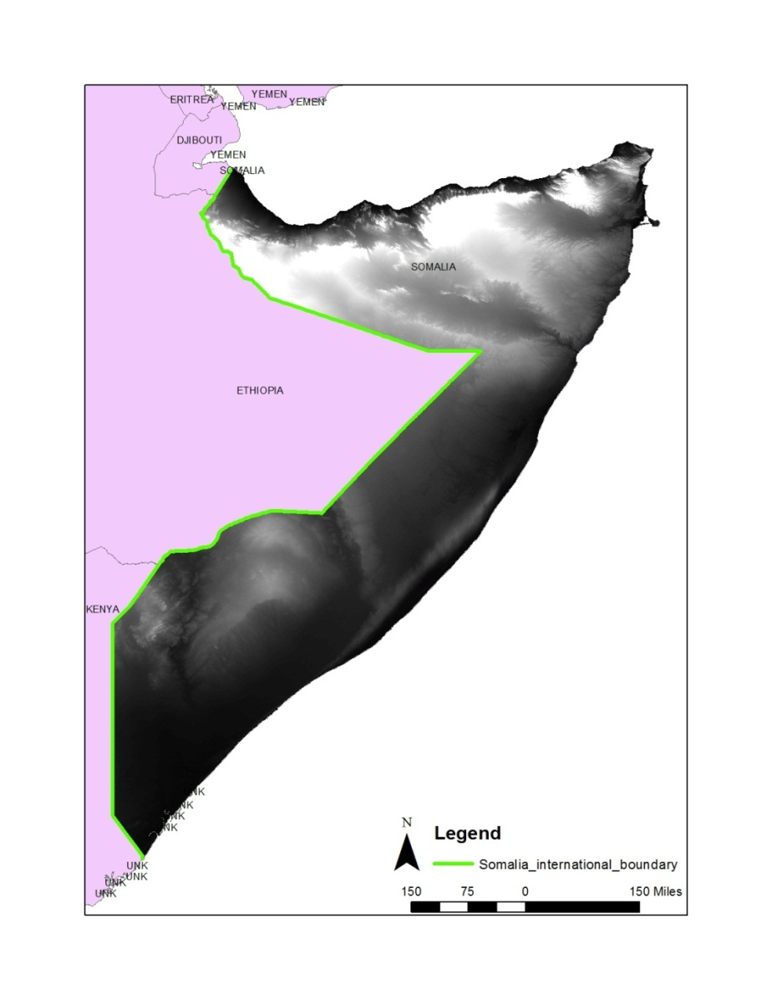 YEMEN
ERITREA
YEMEN
YEMEN
DJIBOUTI
YEMEN
SOMALIA
SOMALIA
ETHIOPIA
KENYA
UNK
UNK
UNK
UNK
UNK
UNK
UNK
UNK
N
Legend
Somalia_international_boundary
150 75 0 150 Miles